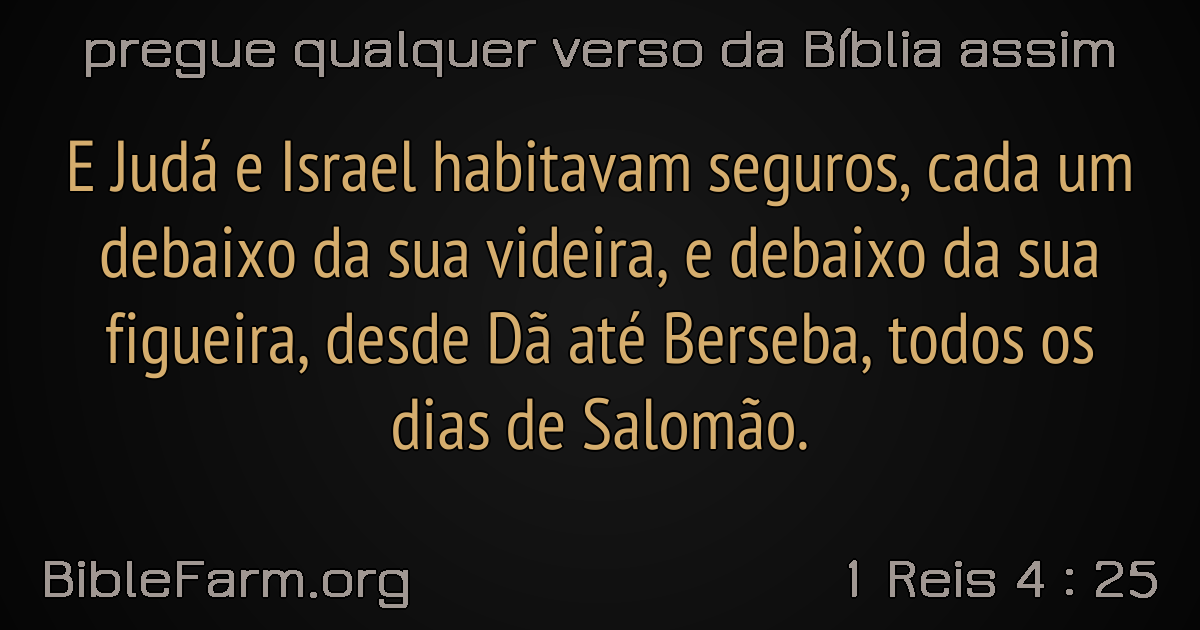 pregue qualquer verso da Bíblia assim
E Judá e Israel habitavam seguros, cada um
debaixo da sua videira, e debaixo da sua
figueira, desde Dã até Berseba, todos os
dias de Salomão.
BibleFarm.org
1 Reis 4 : 25